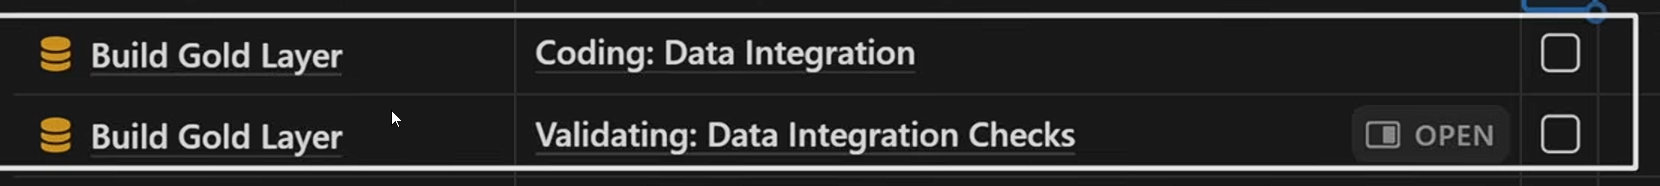 Build Gold Layer Coding: Data Integration
Build Gold Layer Validating: Data Integration Checks OPEN